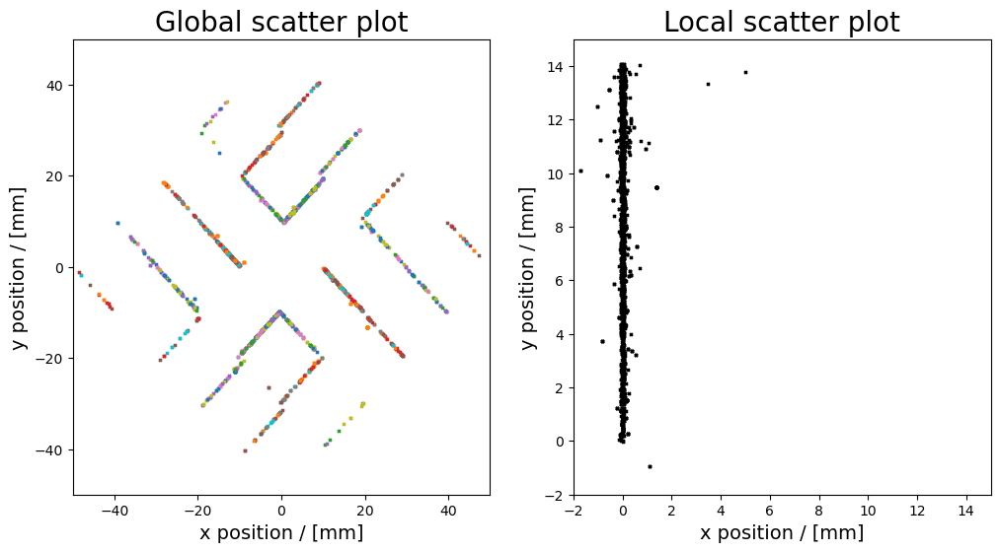 Global scatter plot
y position / [mm]
40
20
0
−20
−40
−40 −20 0 20 40
x position / [mm]
Local scatter plot
y position / [mm]
14
12
10
8
6
4
2
0
−2
−2 0 2 4 6 8 10 12 14
x position / [mm]